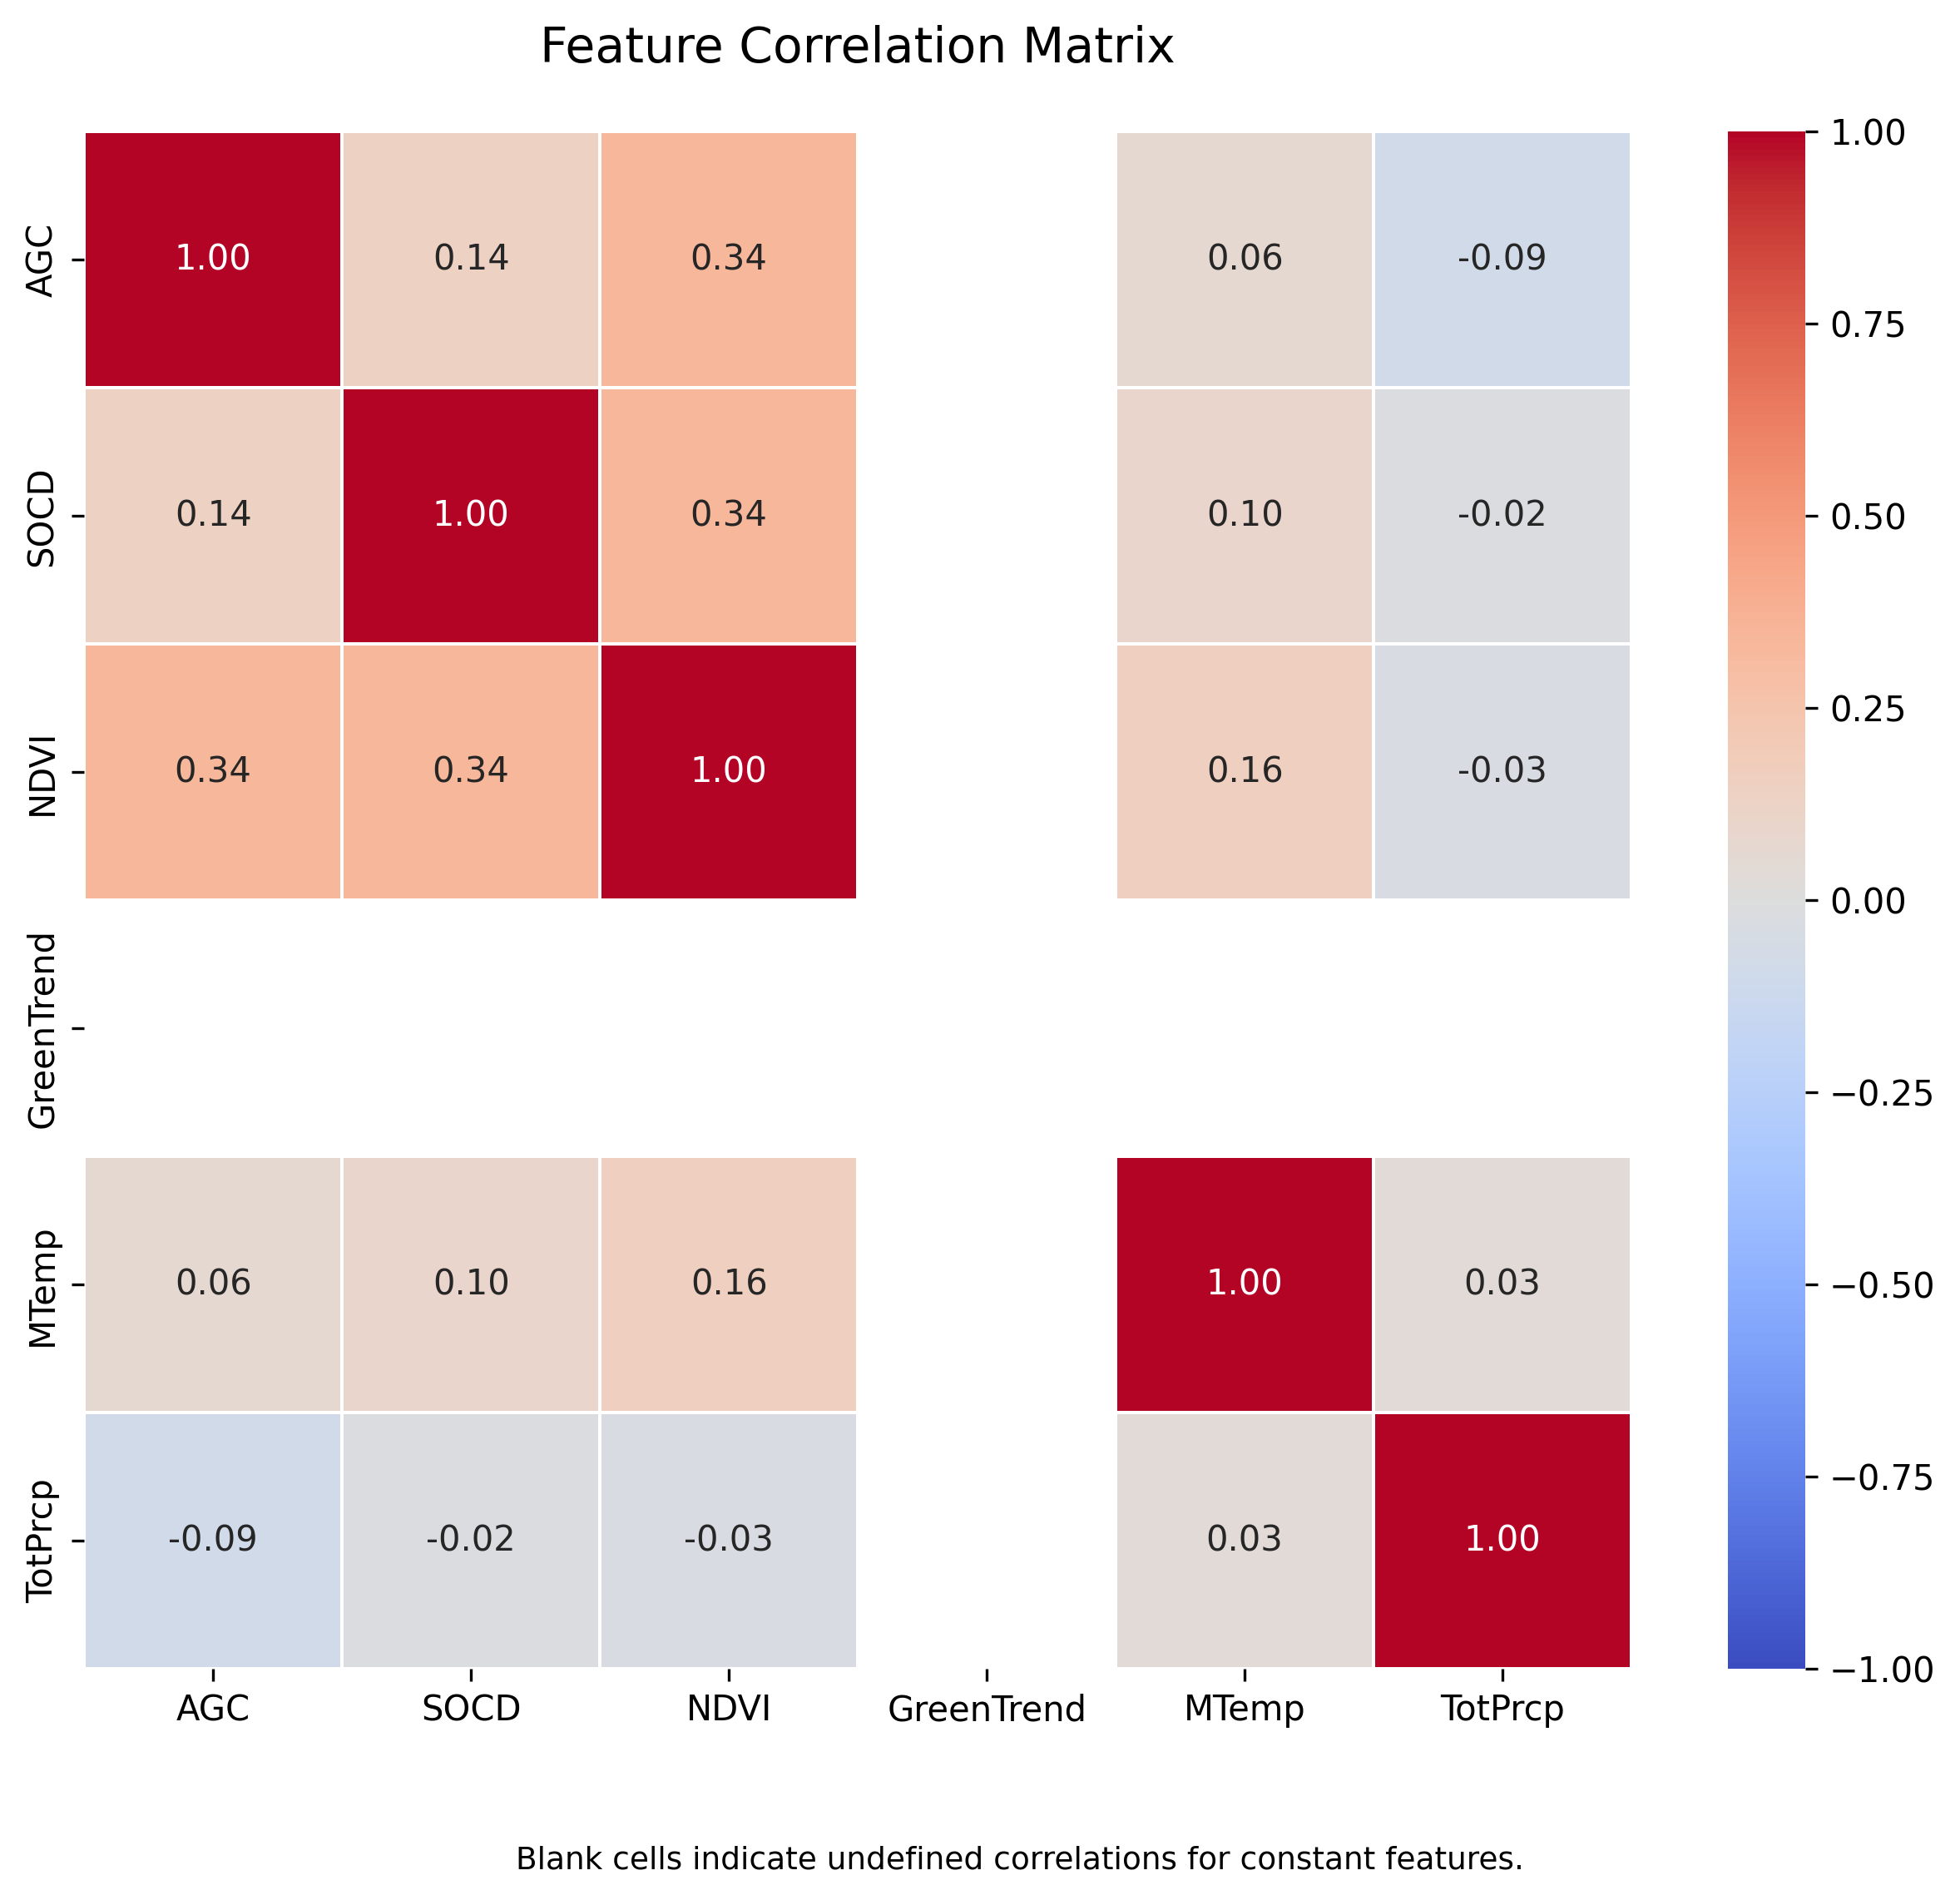 Feature Correlation Matrix
AGC 1.00 0.14 0.34 0.06 -0.09
SOCD 0.14 1.00 0.34 0.10 -0.02
NDVI 0.34 0.34 1.00 0.16 -0.03
GreenTrend
MTemp 0.06 0.10 0.16 1.00 0.03
TotPrcp -0.09 -0.02 -0.03 0.03 1.00
AGC SOCD NDVI GreenTrend MTemp TotPrcp
1.00
0.75
0.50
0.25
0.00
−0.25
−0.50
−0.75
−1.00
Blank cells indicate undefined correlations for constant features.